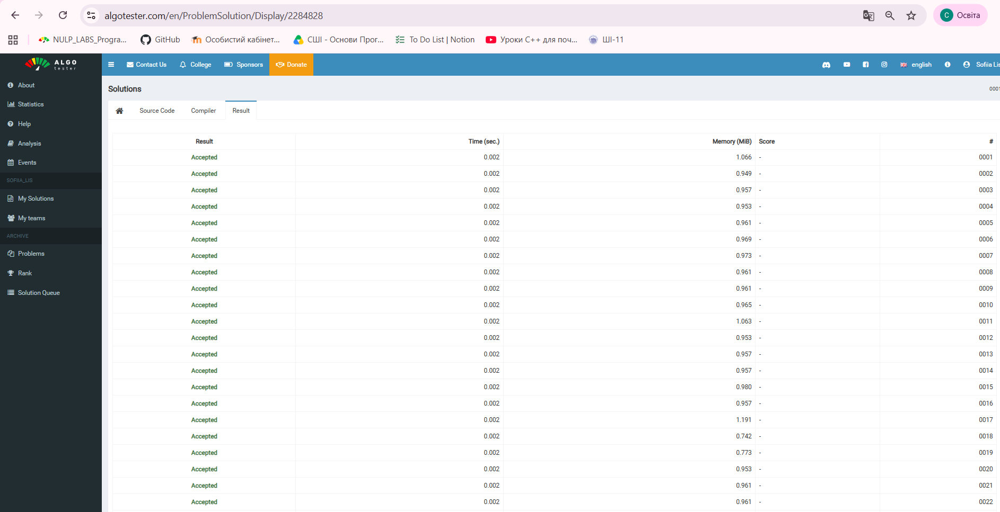 algotester.com/en/ProblemSolution/Display/2284828
С Освіта
NULP_LABS_Progra... GitHub Особистий кабінет... СШІ - Основи Прог... To Do List | Notion Уроки C++ для поч... ШІ-11
ALGO
tester
Contact Us College Sponsors Donate english Sofiia Lis
About
Statistics
Help
Analysis
Events
SOFIIA_LIS
My Solutions
My teams
ARCHIVE
Problems
Rank
Solution Queue
Solutions 0001
Source Code Compiler Result
Result Time (sec.) Memory (MiB) Score #
Accepted 0.002 1.066 - 0001
Accepted 0.002 0.949 - 0002
Accepted 0.002 0.957 - 0003
Accepted 0.002 0.953 - 0004
Accepted 0.002 0.961 - 0005
Accepted 0.002 0.969 - 0006
Accepted 0.002 0.973 - 0007
Accepted 0.002 0.961 - 0008
Accepted 0.002 0.961 - 0009
Accepted 0.002 0.965 - 0010
Accepted 0.002 1.063 - 0011
Accepted 0.002 0.953 - 0012
Accepted 0.002 0.957 - 0013
Accepted 0.002 0.957 - 0014
Accepted 0.002 0.980 - 0015
Accepted 0.002 0.957 - 0016
Accepted 0.002 1.191 - 0017
Accepted 0.002 0.742 - 0018
Accepted 0.002 0.773 - 0019
Accepted 0.002 0.953 - 0020
Accepted 0.002 0.961 - 0021
Accepted 0.002 0.961 - 0022